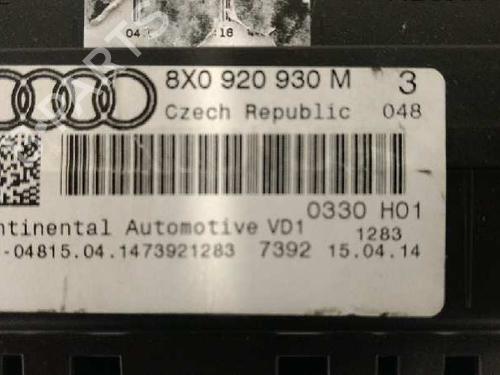 04 16
8X0 920 930 M 3
Czech Republic 048
0330 H01
ntinental Automotive VD1 1283
-04815.04.1473921283 7392 15.04.14